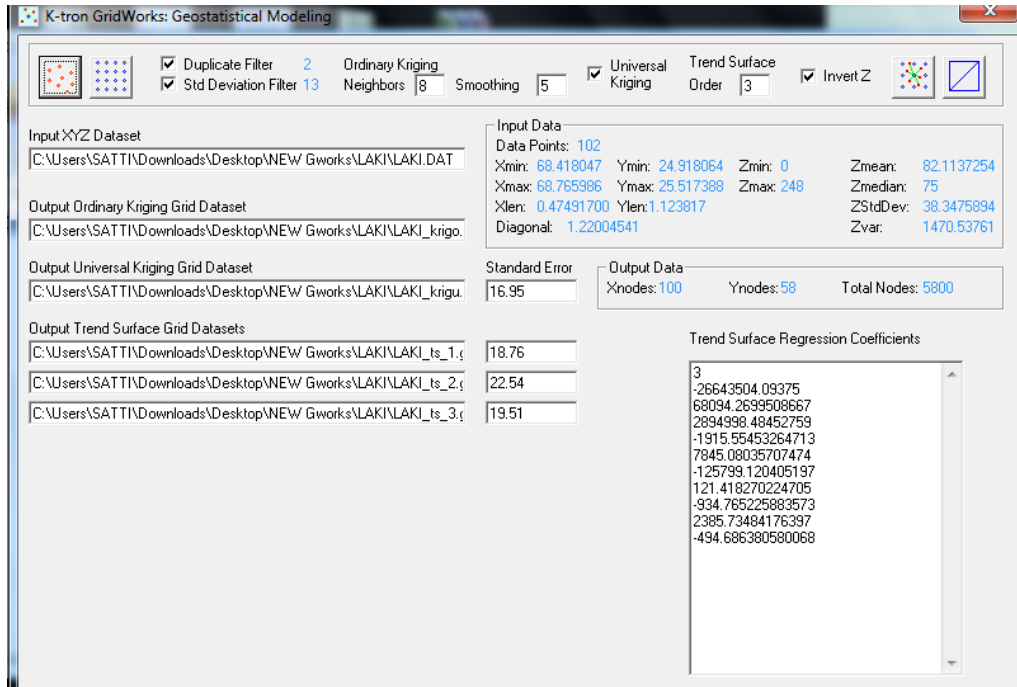 K-tron GridWorks: Geostatistical Modeling
Duplicate Filter 2
Std Deviation Filter 13
Ordinary Kriging
Neighbors 8 Smoothing 5
Universal Kriging
Trend Surface
Order 3
Invert Z
Input XYZ Dataset
C:\Users\SATTI\Downloads\Desktop\NEW Gworks\LAKI\LAKI.DAT
Output Ordinary Kriging Grid Dataset
C:\Users\SATTI\Downloads\Desktop\NEW Gworks\LAKI\LAKI_krigo.
Output Universal Kriging Grid Dataset
C:\Users\SATTI\Downloads\Desktop\NEW Gworks\LAKI\LAKI_krigu.
Standard Error
16.95
Output Trend Surface Grid Datasets
C:\Users\SATTI\Downloads\Desktop\NEW Gworks\LAKI\LAKI_ts_1.g
18.76
C:\Users\SATTI\Downloads\Desktop\NEW Gworks\LAKI\LAKI_ts_2.g
22.54
C:\Users\SATTI\Downloads\Desktop\NEW Gworks\LAKI\LAKI_ts_3.g
19.51
Input Data
Data Points: 102
Xmin: 68.418047 Ymin: 24.918064 Zmin: 0 Zmean: 82.1137254
Xmax: 68.765986 Ymax: 25.517388 Zmax: 248 Zmedian: 75
Xlen: 0.47491700 Ylen:1.123817 ZStdDev: 38.3475894
Diagonal: 1.22004541 Zvar: 1470.53761
Output Data
Xnodes: 100 Ynodes: 58 Total Nodes: 5800
Trend Surface Regression Coefficients
3
-26643504.09375
68094.2699508667
2894998.48452759
-1915.55453264713
7845.08035707474
-125799.120405197
121.418270224705
-934.765225883573
2385.73484176397
-494.686380580068